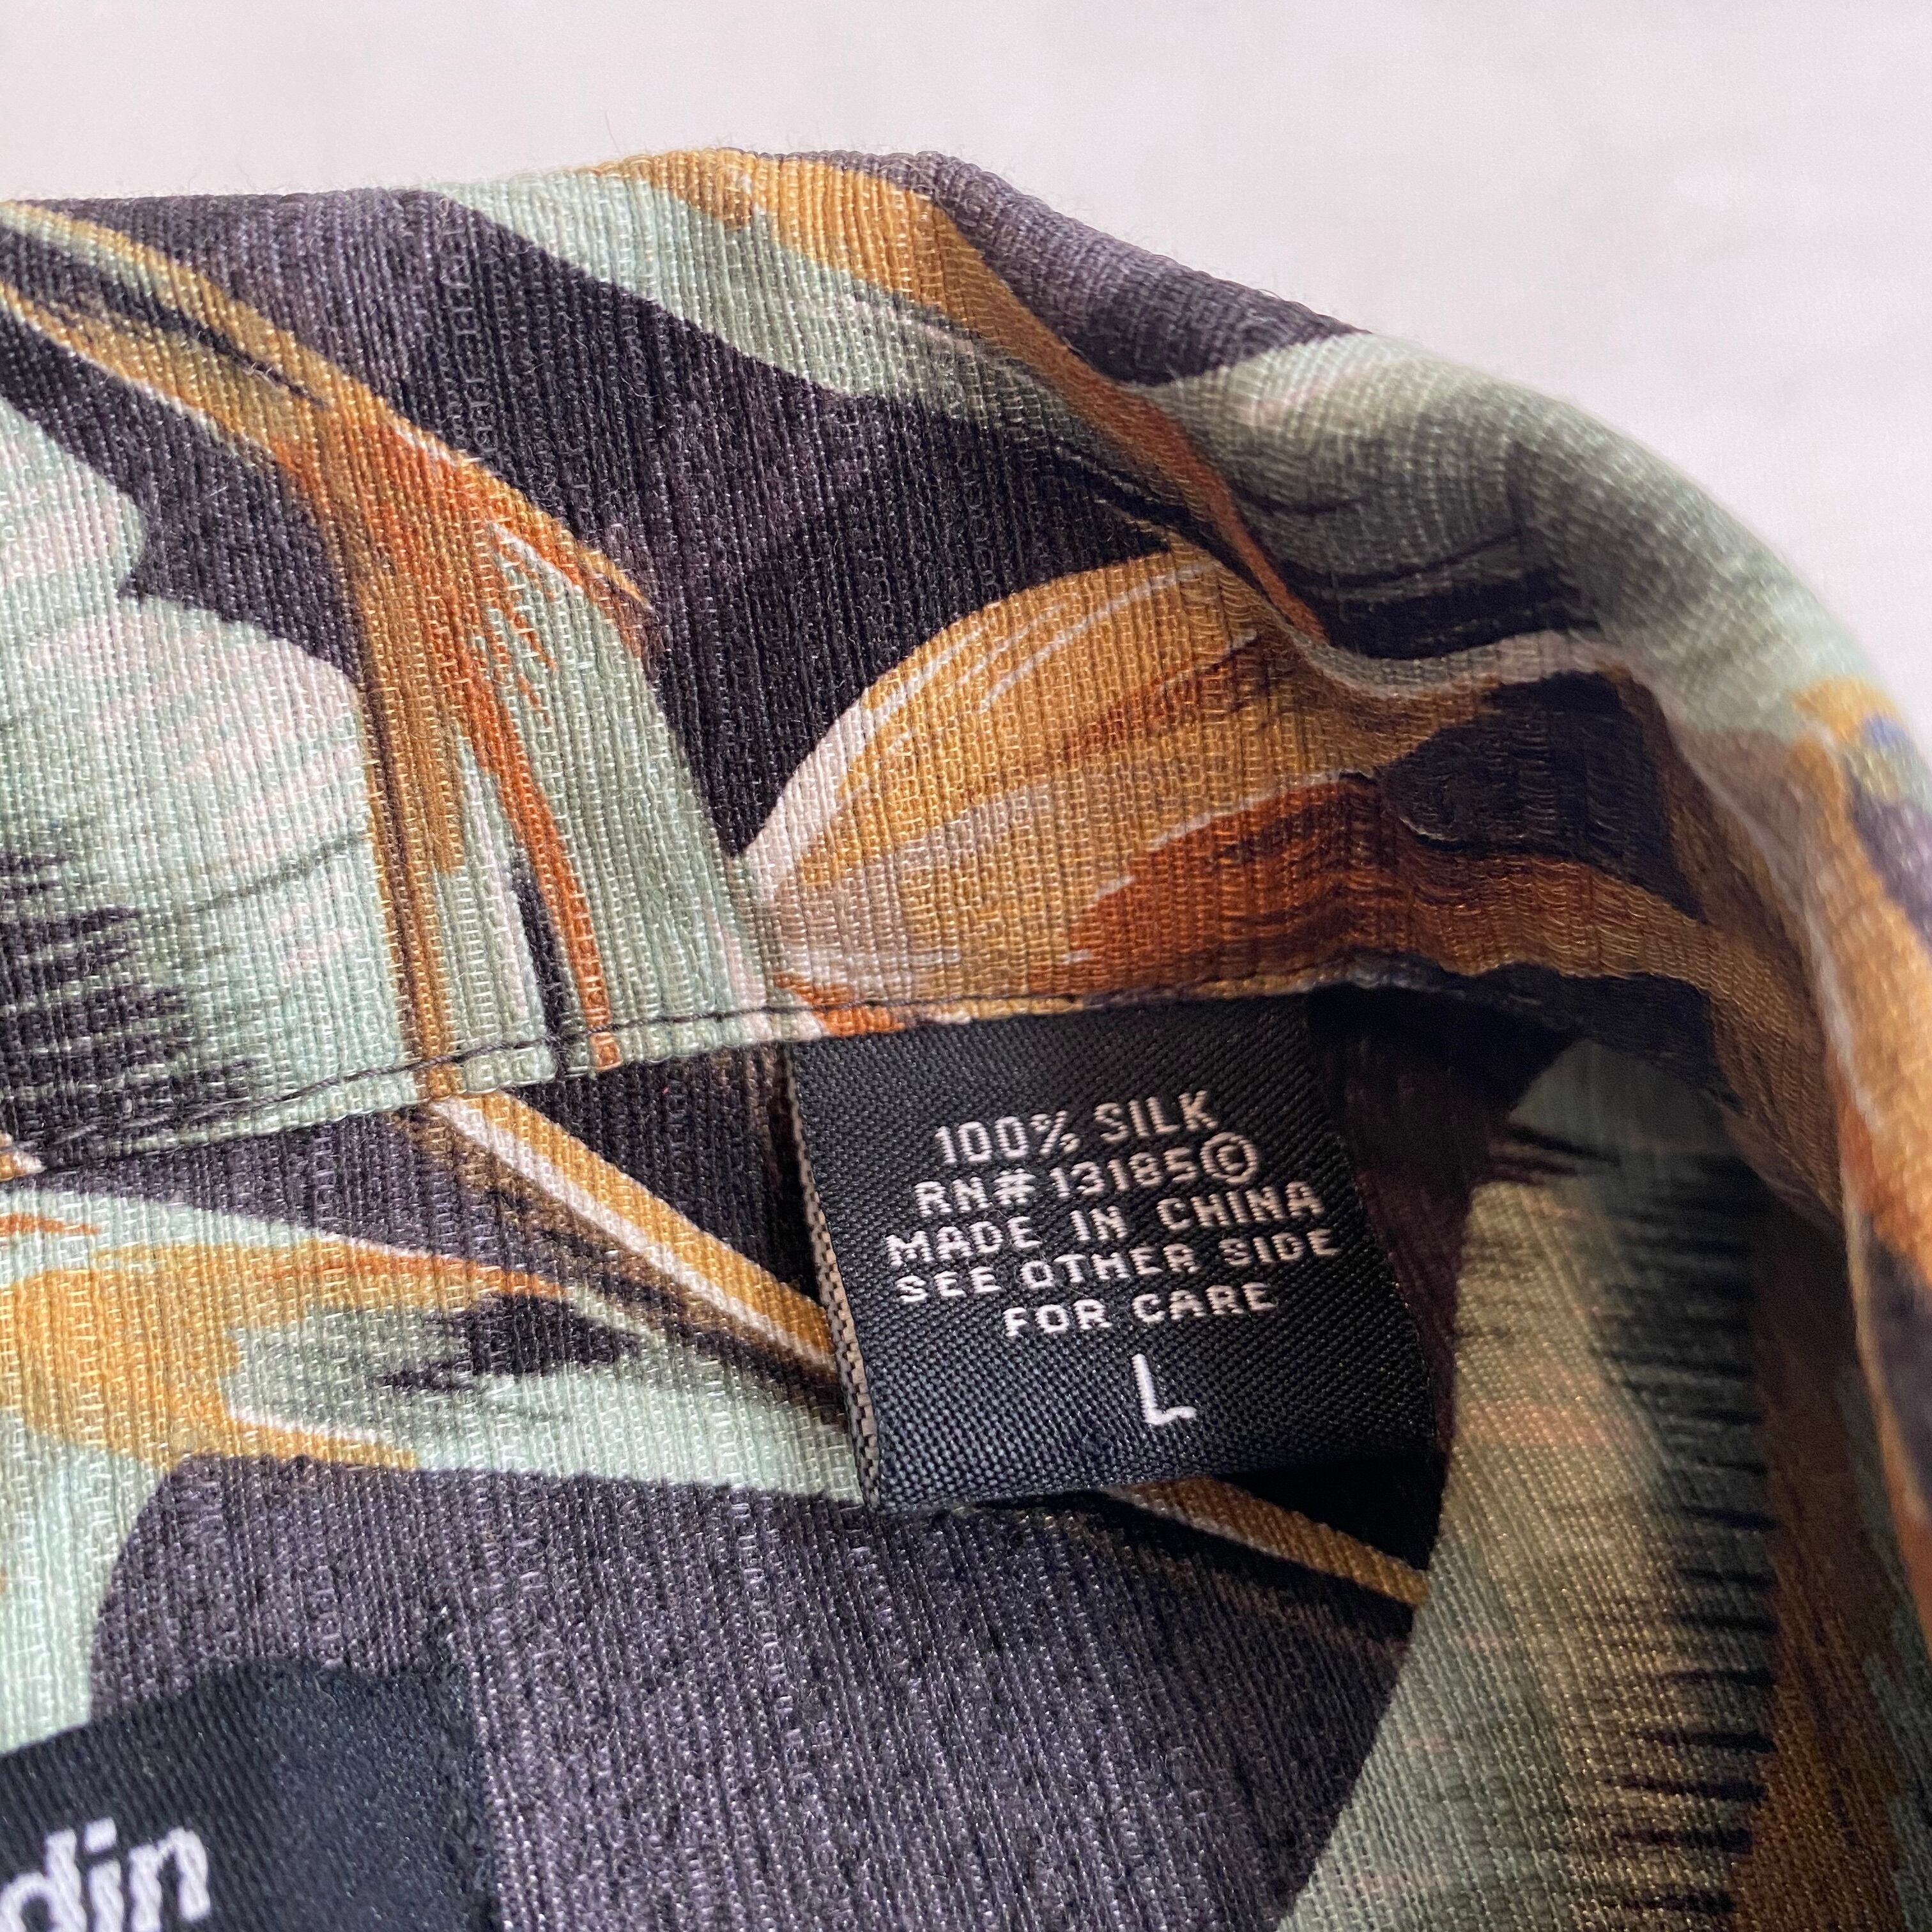 100% SILK
RN# 13185©
MADE IN CHINA
SEE OTHER SIDE
FOR CARE
L